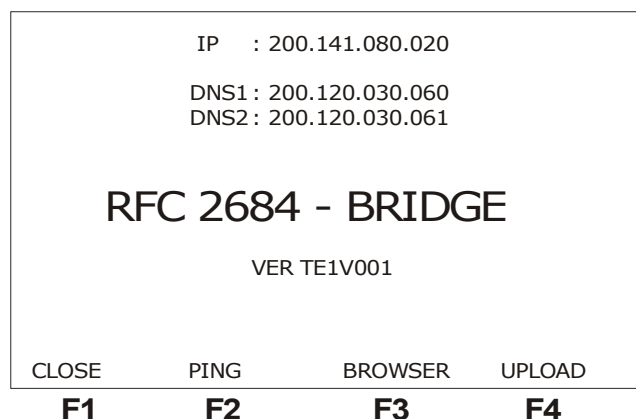 IP : 200.141.080.020
DNS1 : 200.120.030.060
DNS2 : 200.120.030.061
RFC 2684 - BRIDGE
VER TE1V001
CLOSE PING BROWSER UPLOAD
F1 F2 F3 F4